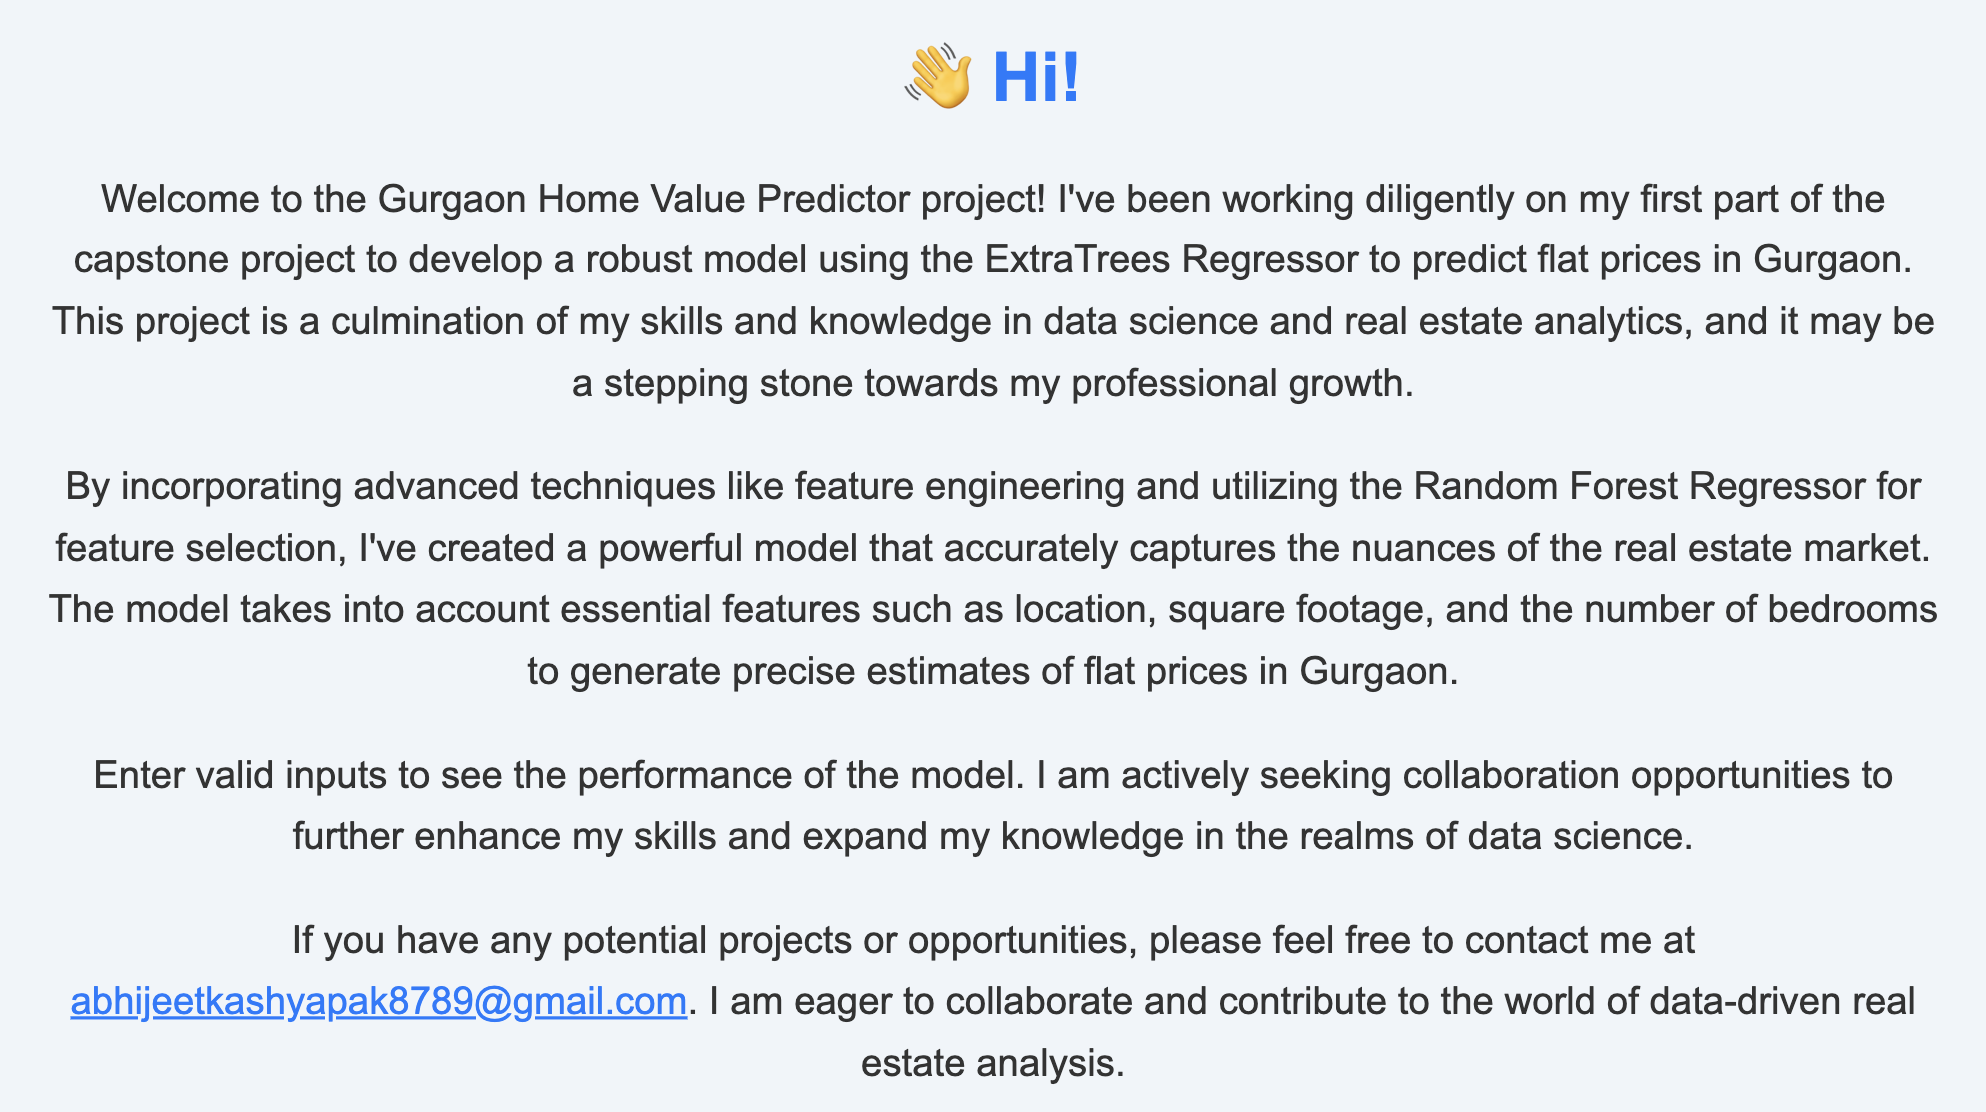 👋 Hi!
Welcome to the Gurgaon Home Value Predictor project! I've been working diligently on my first part of the
capstone project to develop a robust model using the ExtraTrees Regressor to predict flat prices in Gurgaon.
This project is a culmination of my skills and knowledge in data science and real estate analytics, and it may be
a stepping stone towards my professional growth.
By incorporating advanced techniques like feature engineering and utilizing the Random Forest Regressor for
feature selection, I've created a powerful model that accurately captures the nuances of the real estate market.
The model takes into account essential features such as location, square footage, and the number of bedrooms
to generate precise estimates of flat prices in Gurgaon.
Enter valid inputs to see the performance of the model. I am actively seeking collaboration opportunities to
further enhance my skills and expand my knowledge in the realms of data science.
If you have any potential projects or opportunities, please feel free to contact me at
abhijeetkashyapak8789@gmail.com. I am eager to collaborate and contribute to the world of data-driven real
estate analysis.